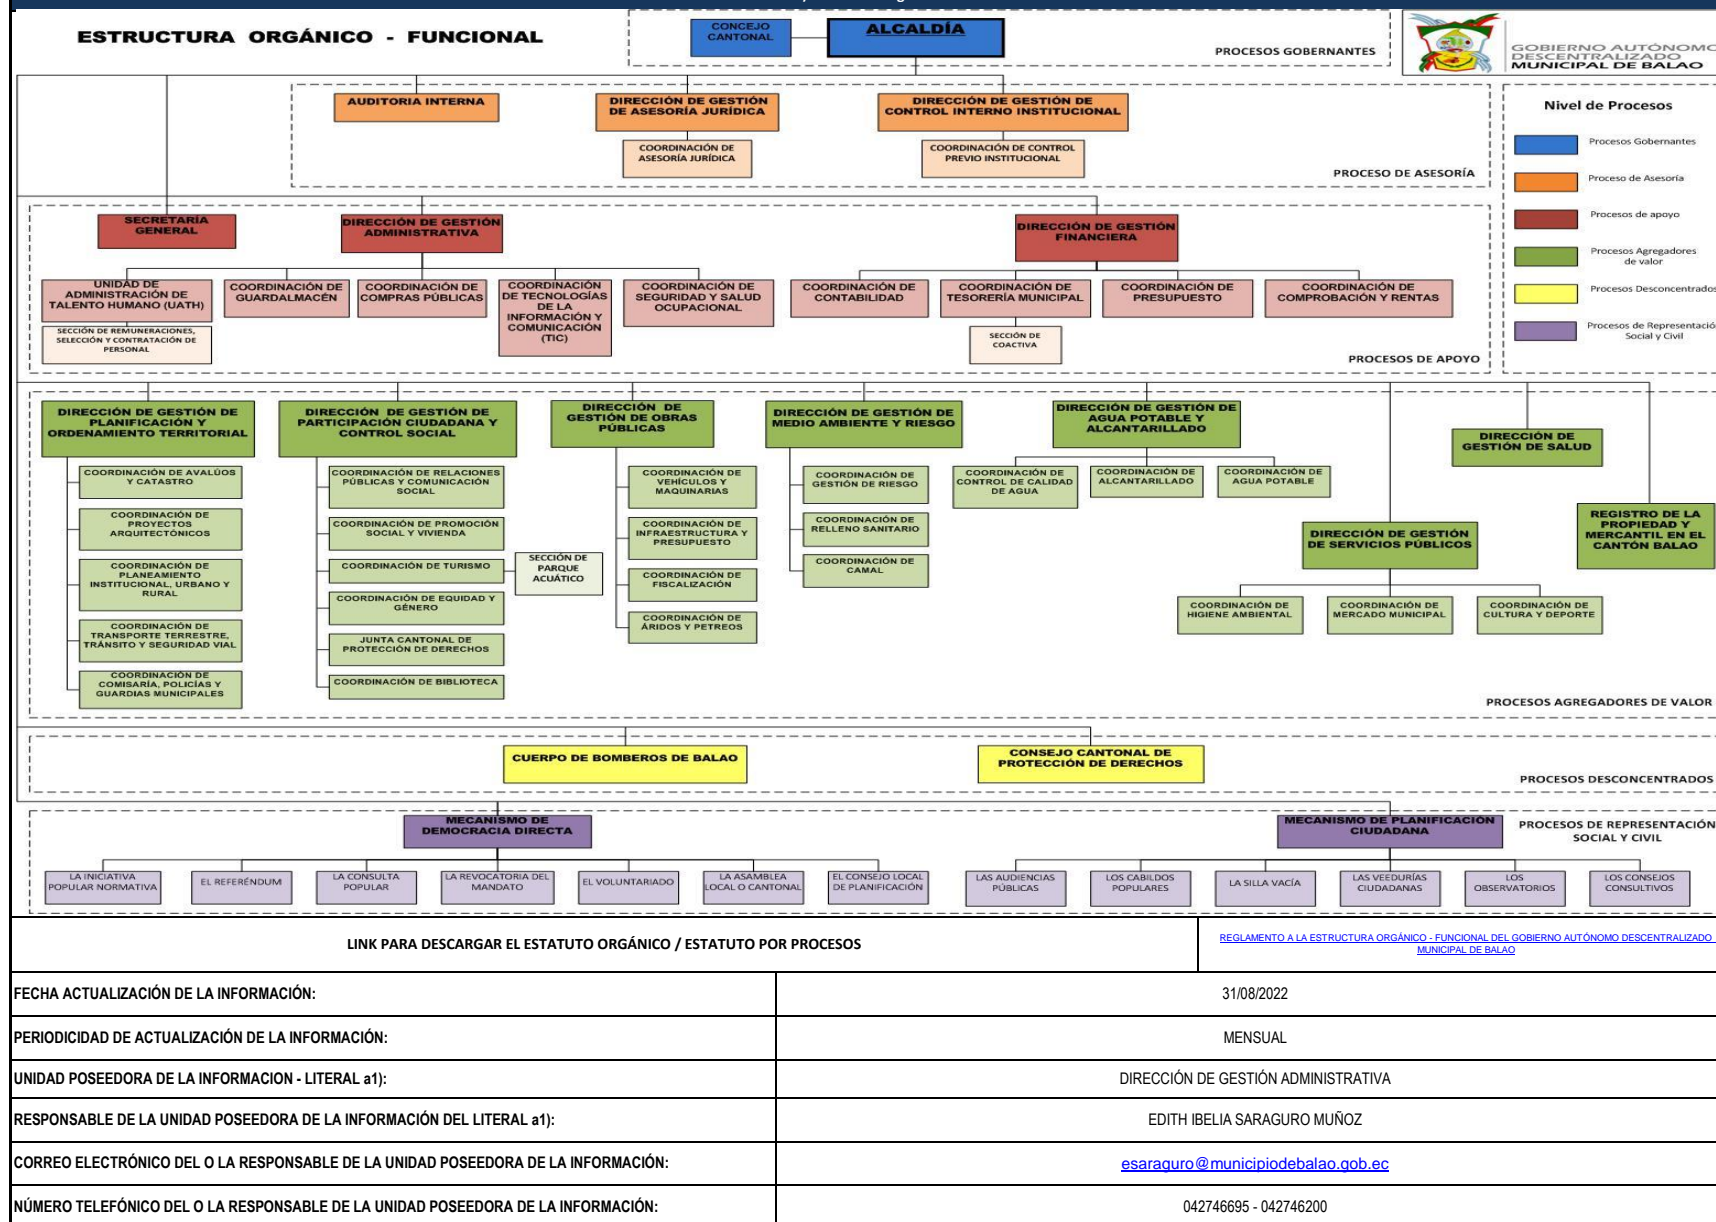 ESTRUCTURA ORGÁNICO - FUNCIONAL
CONCEJO
CANTONAL
ALCALDÍA
PROCESOS GOBERNANTES
GOBIERNO AUTÓNOMO
DESCENTRALIZADO
MUNICIPAL DE BALAO
AUDITORIA INTERNA
DIRECCIÓN DE GESTIÓN
DE ASESORÍA JURÍDICA
DIRECCIÓN DE GESTIÓN DE
CONTROL INTERNO INSTITUCIONAL
COORDINACIÓN DE
ASESORÍA JURÍDICA
COORDINACIÓN DE CONTROL
PREVIO INSTITUCIONAL
PROCESO DE ASESORÍA
Nivel de Procesos
Procesos Gobernantes
Proceso de Asesoría
Procesos de apoyo
Procesos Agregadores
de valor
Procesos Desconcentrados
Procesos de Representació
Social y Civil
SECRETARÍA
GENERAL
DIRECCIÓN DE GESTIÓN
ADMINISTRATIVA
DIRECCIÓN DE GESTIÓN
FINANCIERA
UNIDAD DE
ADMINISTRACIÓN DE
TALENTO HUMANO (UATH)
SECCIÓN DE REMUNERACIONES,
SELECCIÓN Y CONTRATACIÓN DE
PERSONAL
COORDINACIÓN DE
GUARDALMACÉN
COORDINACIÓN DE
COMPRAS PÚBLICAS
COORDINACIÓN
DE TECNOLOGÍAS
DE LA
INFORMACIÓN Y
COMUNICACIÓN
(TIC)
COORDINACIÓN DE
SEGURIDAD Y SALUD
OCUPACIONAL
COORDINACIÓN DE
CONTABILIDAD
COORDINACIÓN DE
TESORERÍA MUNICIPAL
SECCIÓN DE
COACTIVA
COORDINACIÓN DE
PRESUPUESTO
COORDINACIÓN DE
COMPROBACIÓN Y RENTAS
PROCESOS DE APOYO
DIRECCIÓN DE GESTIÓN DE
PLANIFICACIÓN Y
ORDENAMIENTO TERRITORIAL
COORDINACIÓN DE AVALÚOS
Y CATASTRO
COORDINACIÓN DE
PROYECTOS
ARQUITECTÓNICOS
COORDINACIÓN DE
PLANEAMIENTO
INSTITUCIONAL, URBANO Y
RURAL
COORDINACIÓN DE
TRANSPORTE TERRESTRE,
TRÁNSITO Y SEGURIDAD VIAL
COORDINACIÓN DE
COMISARÍA, POLICÍAS Y
GUARDIAS MUNICIPALES
DIRECCIÓN DE GESTIÓN DE
PARTICIPACIÓN CIUDADANA Y
CONTROL SOCIAL
COORDINACIÓN DE RELACIONES
PÚBLICAS Y COMUNICACIÓN
SOCIAL
COORDINACIÓN DE PROMOCIÓN
SOCIAL Y VIVIENDA
COORDINACIÓN DE TURISMO
SECCIÓN DE
PARQUE
ACUÁTICO
COORDINACIÓN DE EQUIDAD Y
GÉNERO
JUNTA CANTONAL DE
PROTECCIÓN DE DERECHOS
COORDINACIÓN DE BIBLIOTECA
DIRECCIÓN DE
GESTIÓN DE OBRAS
PÚBLICAS
COORDINACIÓN DE
VEHÍCULOS Y
MAQUINARIAS
COORDINACIÓN DE
INFRAESTRUCTURA Y
PRESUPUESTO
COORDINACIÓN DE
FISCALIZACIÓN
COORDINACIÓN DE
ÁRIDOS Y PETREOS
DIRECCIÓN DE GESTIÓN DE
MEDIO AMBIENTE Y RIESGO
COORDINACIÓN DE
GESTIÓN DE RIESGO
COORDINACIÓN DE
RELLENO SANITARIO
COORDINACIÓN DE
CAMAL
DIRECCIÓN DE GESTIÓN DE
AGUA POTABLE Y
ALCANTARILLADO
COORDINACIÓN DE
CONTROL DE CALIDAD
DE AGUA
COORDINACIÓN DE
ALCANTARILLADO
COORDINACIÓN DE
AGUA POTABLE
DIRECCIÓN DE GESTIÓN
DE SERVICIOS PÚBLICOS
COORDINACIÓN DE
HIGIENE AMBIENTAL
COORDINACIÓN DE
MERCADO MUNICIPAL
COORDINACIÓN DE
CULTURA Y DEPORTE
DIRECCIÓN DE
GESTIÓN DE SALUD
REGISTRO DE LA
PROPIEDAD Y
MERCANTIL EN EL
CANTÓN BALAO
PROCESOS AGREGADORES DE VALOR
CUERPO DE BOMBEROS DE BALAO
CONSEJO CANTONAL DE
PROTECCIÓN DE DERECHOS
PROCESOS DESCONCENTRADOS
MECANISMO DE
DEMOCRACIA DIRECTA
MECANISMO DE PLANIFICACIÓN
CIUDADANA
PROCESOS DE REPRESENTACIÓN
SOCIAL Y CIVIL
LA INICIATIVA
POPULAR NORMATIVA
EL REFERÉNDUM
LA CONSULTA
POPULAR
LA REVOCATORIA DEL
MANDATO
EL VOLUNTARIADO
LA ASAMBLEA
LOCAL O CANTONAL
EL CONSEJO LOCAL
DE PLANIFICACIÓN
LAS AUDIENCIAS
PÚBLICAS
LOS CABILDOS
POPULARES
LA SILLA VACÍA
LAS VEEDURÍAS
CIUDADANAS
LOS
OBSERVATORIOS
LOS CONSEJOS
CONSULTIVOS
LINK PARA DESCARGAR EL ESTATUTO ORGÁNICO / ESTATUTO POR PROCESOS
REGLAMENTO A LA ESTRUCTURA ORGÁNICO - FUNCIONAL DEL GOBIERNO AUTÓNOMO DESCENTRALIZADO
MUNICIPAL DE BALAO
FECHA ACTUALIZACIÓN DE LA INFORMACIÓN:
31/08/2022
PERIODICIDAD DE ACTUALIZACIÓN DE LA INFORMACIÓN:
MENSUAL
UNIDAD POSEEDORA DE LA INFORMACION - LITERAL a1):
DIRECCIÓN DE GESTIÓN ADMINISTRATIVA
RESPONSABLE DE LA UNIDAD POSEEDORA DE LA INFORMACIÓN DEL LITERAL a1):
EDITH IBELIA SARAGURO MUÑOZ
CORREO ELECTRÓNICO DEL O LA RESPONSABLE DE LA UNIDAD POSEEDORA DE LA INFORMACIÓN:
esaraguro@municipiodebalao.gob.ec
NÚMERO TELEFÓNICO DEL O LA RESPONSABLE DE LA UNIDAD POSEEDORA DE LA INFORMACIÓN:
042746695 - 042746200